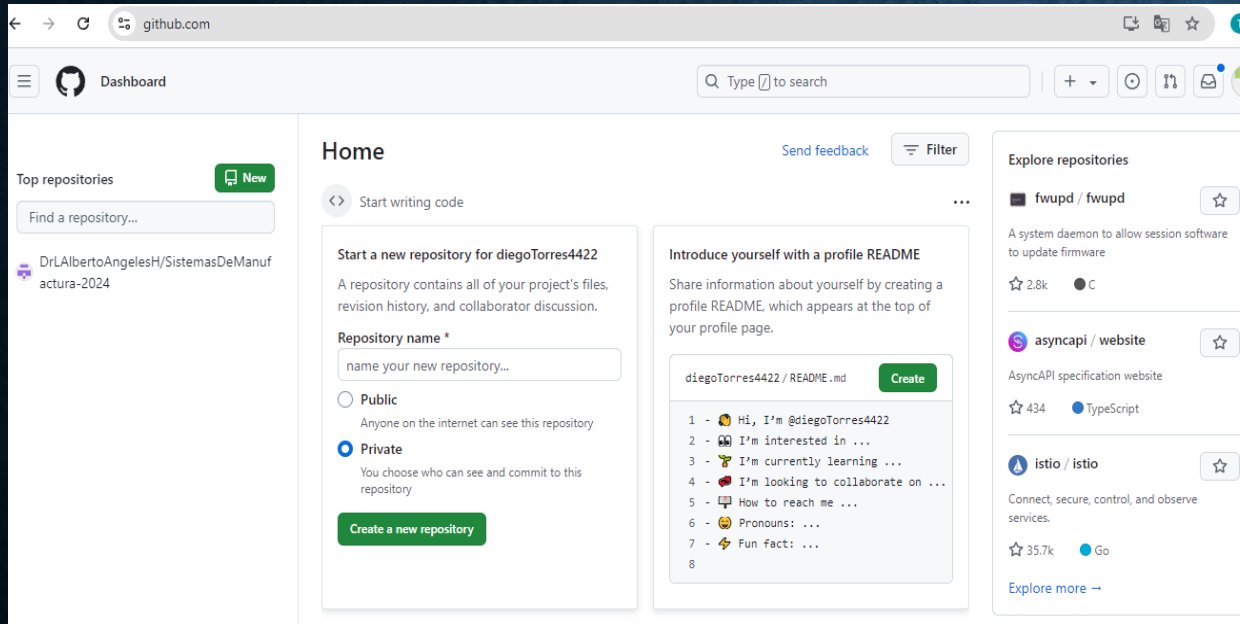 github.com
Dashboard
Type / to search
Top repositories
New
Find a repository...
DrLAlbertoAngelesH/SistemasDeManuf
actura-2024
Home
Send feedback
Filter
Start writing code
Start a new repository for diegoTorres4422
A repository contains all of your project's files,
revision history, and collaborator discussion.
Repository name *
name your new repository...
Public
Anyone on the internet can see this repository
Private
You choose who can see and commit to this
repository
Create a new repository
Introduce yourself with a profile README
Share information about yourself by creating a
profile README, which appears at the top of
your profile page.
diegoTorres4422/README.md
Create
1 - 👋 Hi, I'm @diegoTorres4422
2 - 👀 I'm interested in ...
3 - 🌱 I'm currently learning ...
4 - 💞️ I'm looking to collaborate on ...
5 - 📫 How to reach me ...
6 - 😄 Pronouns: ...
7 - ⚡ Fun fact: ...
8
Explore repositories
fwupd / fwupd
A system daemon to allow session software
to update firmware
2.8k C
asyncapi / website
AsyncAPI specification website
434 TypeScript
istio / istio
Connect, secure, control, and observe
services.
35.7k Go
Explore more →